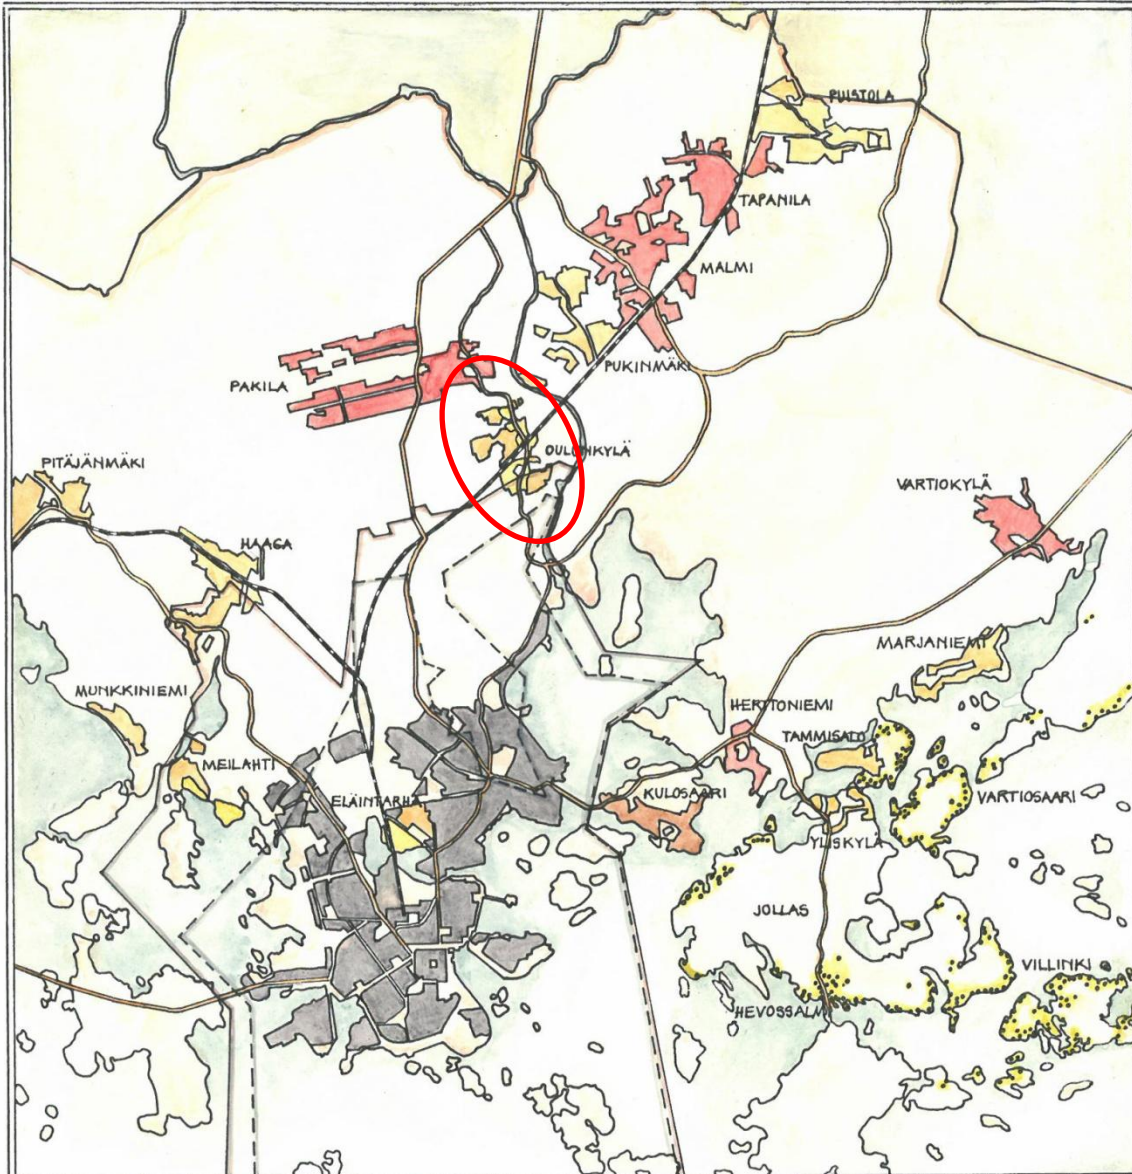 PUISTOLA
TAPANILA
MALMI
PUKINMÄKI
PAKILA
OULUNKYLÄ
PITÄJÄNMÄKI
VARTIOKYLÄ
HAAGA
MARJANIEMI
MUNKKINIEMI
HERTTONIEMI
TAMMISALO
MEILAHTI
KULOSAARI
VARTIOSAARI
ELÄINTARHA
YLISKYLÄ
JOLLAS
VILLINKI
HEVOSSALMI